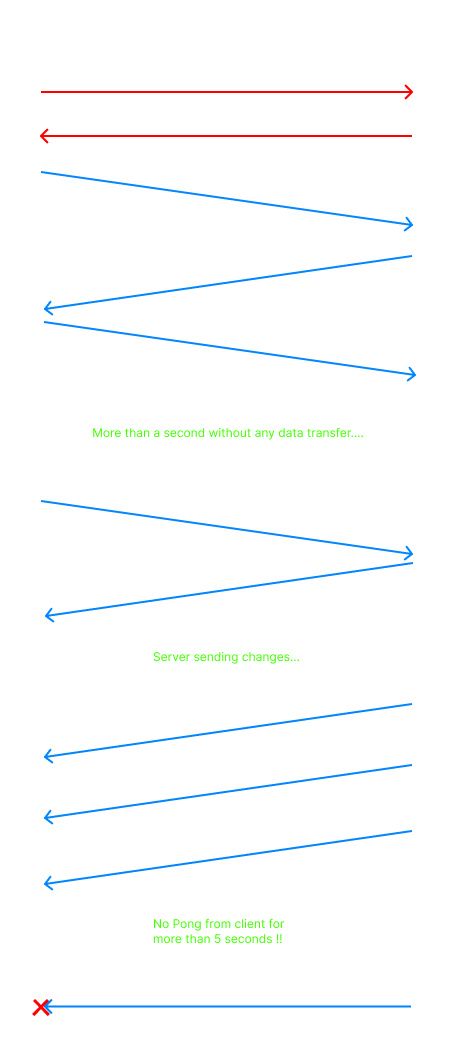 More than a second without any data transfer....
Server sending changes...
No Pong from client for
more than 5 seconds !!